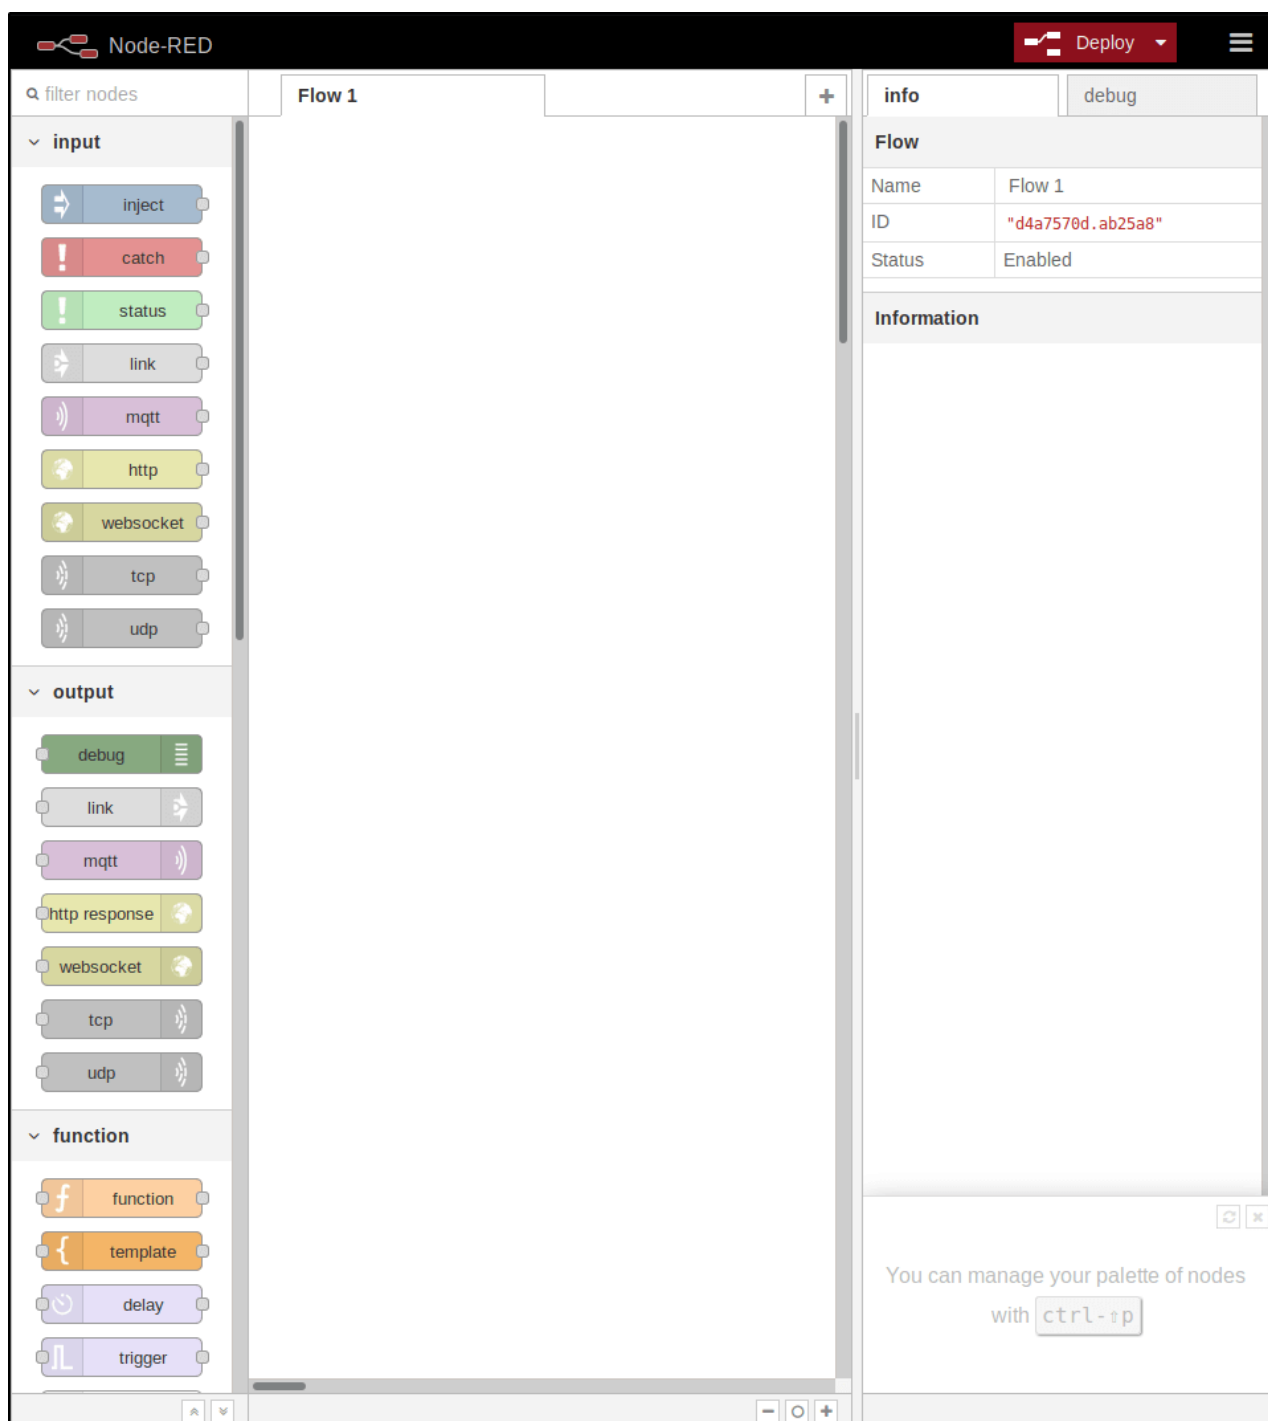 Node-RED
Deploy
filter nodes
Flow 1
info
debug
input
inject
catch
status
link
mqtt
http
websocket
tcp
udp
output
debug
link
mqtt
http response
websocket
tcp
udp
function
function
template
delay
trigger
Flow
Name Flow 1
ID "d4a7570d.ab25a8"
Status Enabled
Information
You can manage your palette of nodes
with ctrl-⇧p